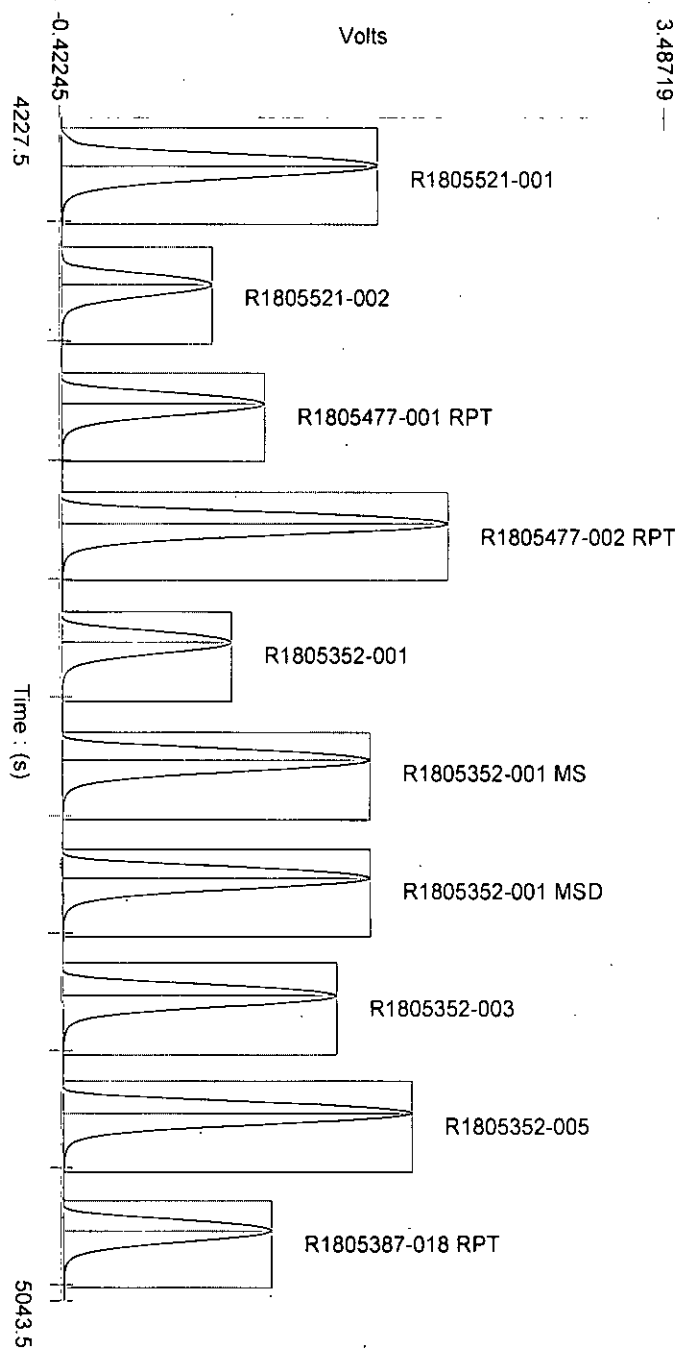 3.48719
Volts
-0.42245
4227.5
R1805521-001
R1805521-002
R1805477-001 RPT
R1805477-002 RPT
R1805352-001
R1805352-001 MS
R1805352-001 MSD
R1805352-003
R1805352-005
R1805387-018 RPT
Time : (s)
5043.5